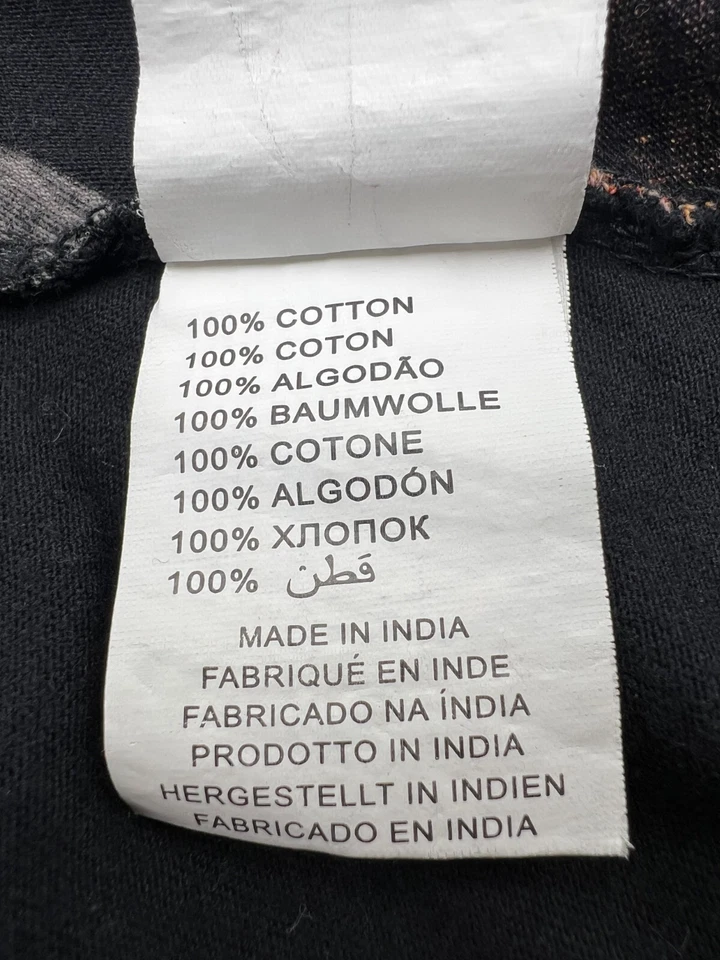 100% COTTON
100% COTON
100% ALGODÃO
100% BAUMWOLLE
100% COTONE
100% ALGODÓN
100% ХЛОПОК
100% قطن
MADE IN INDIA
FABRIQUÉ EN INDE
FABRICADO NA ÍNDIA
PRODOTTO IN INDIA
HERGESTELLT IN INDIEN
FABRICADO EN INDIA